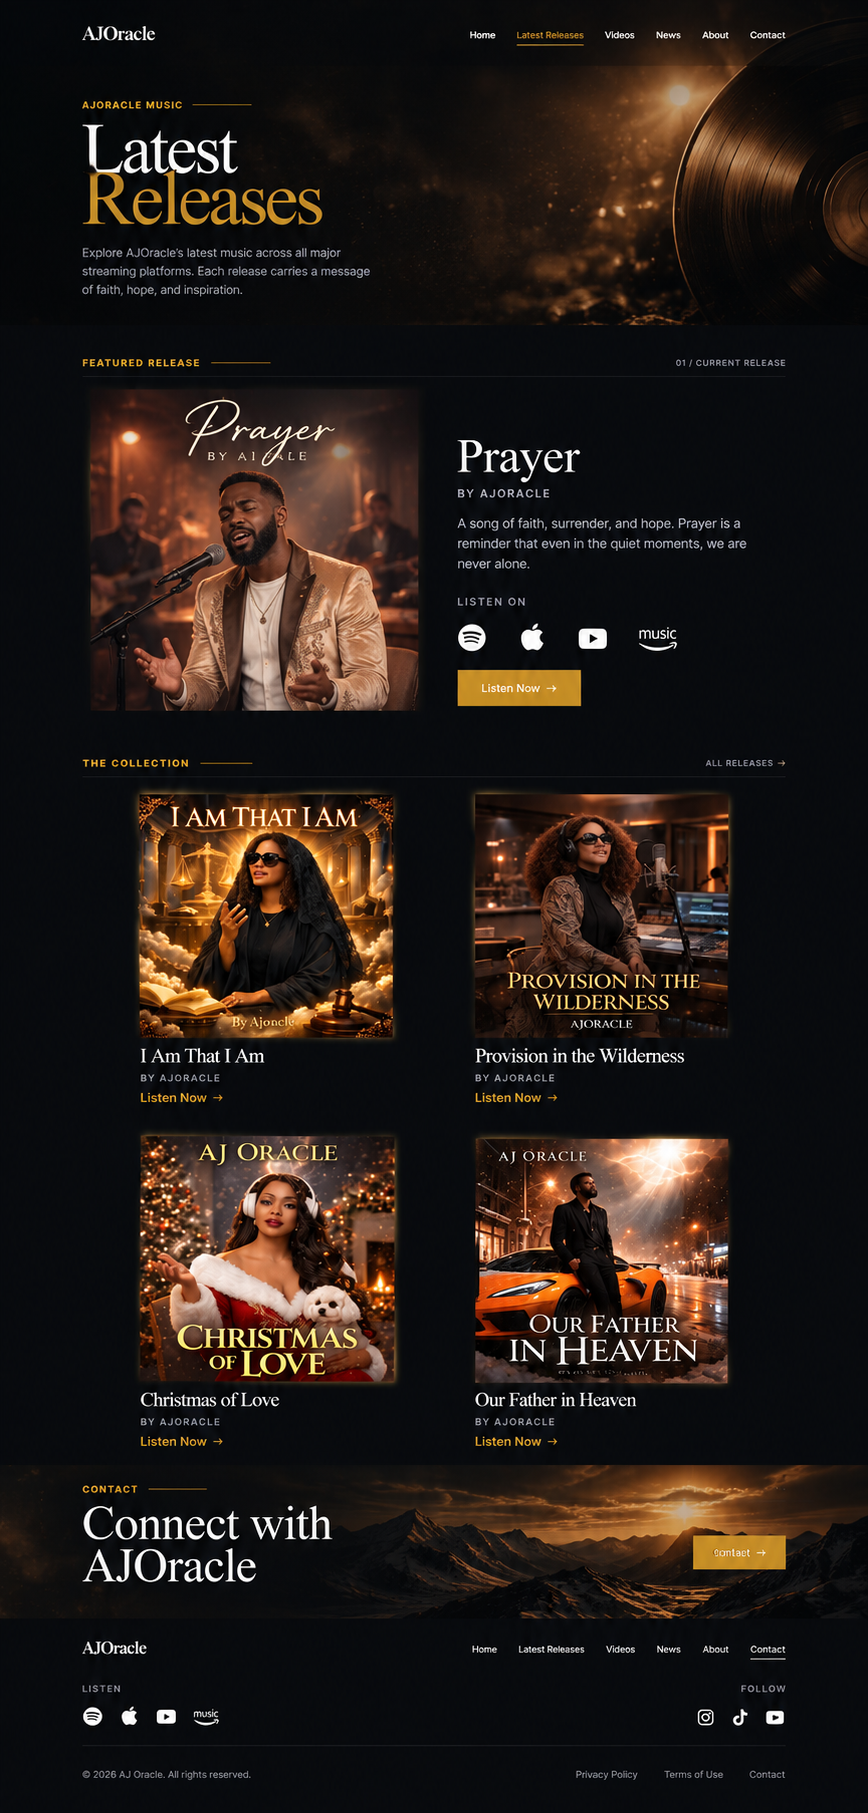 AJOracle
Home Latest Releases Videos News About Contact
AJORACLE MUSIC
Latest
Releases
Explore AJOracle's latest music across all major
streaming platforms. Each release carries a message
of faith, hope, and inspiration.
FEATURED RELEASE
01 / CURRENT RELEASE
Prayer
BY
Prayer
BY AJORACLE
A song of faith, surrender, and hope. Prayer is a
reminder that even in the quiet moments, we are
never alone.
LISTEN ON
music
Listen Now →
THE COLLECTION
ALL RELEASES →
I AM THAT I AM
By
I Am That I Am
BY AJORACLE
Listen Now →
PROVISION IN THE
WILDERNESS
AJORACLE
Provision in the Wilderness
BY AJORACLE
Listen Now →
AJ ORACLE
CHRISTMAS
OF LOVE
Christmas of Love
BY AJORACLE
Listen Now →
AJ ORACLE
OUR FATHER
IN HEAVEN
Our Father in Heaven
BY AJORACLE
Listen Now →
CONTACT
Connect with
AJOracle
Contact →
AJOracle
Home Latest Releases Videos News About Contact
LISTEN
music
FOLLOW
© 2026 AJ Oracle. All rights reserved.
Privacy Policy Terms of Use Contact